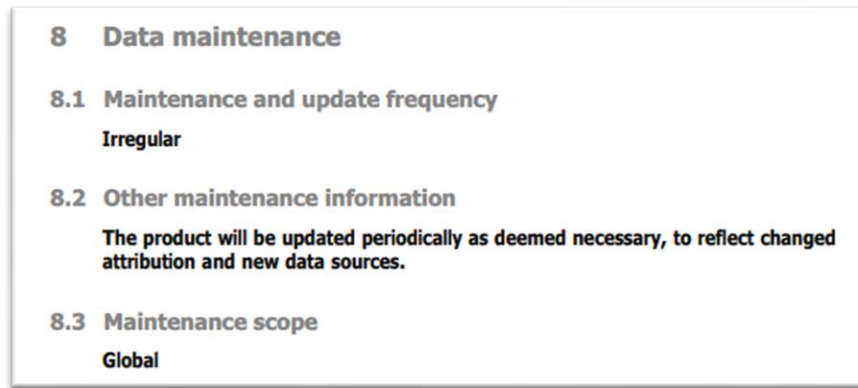 8 Data maintenance
8.1 Maintenance and update frequency
Irregular
8.2 Other maintenance information
The product will be updated periodically as deemed necessary, to reflect changed
attribution and new data sources.
8.3 Maintenance scope
Global